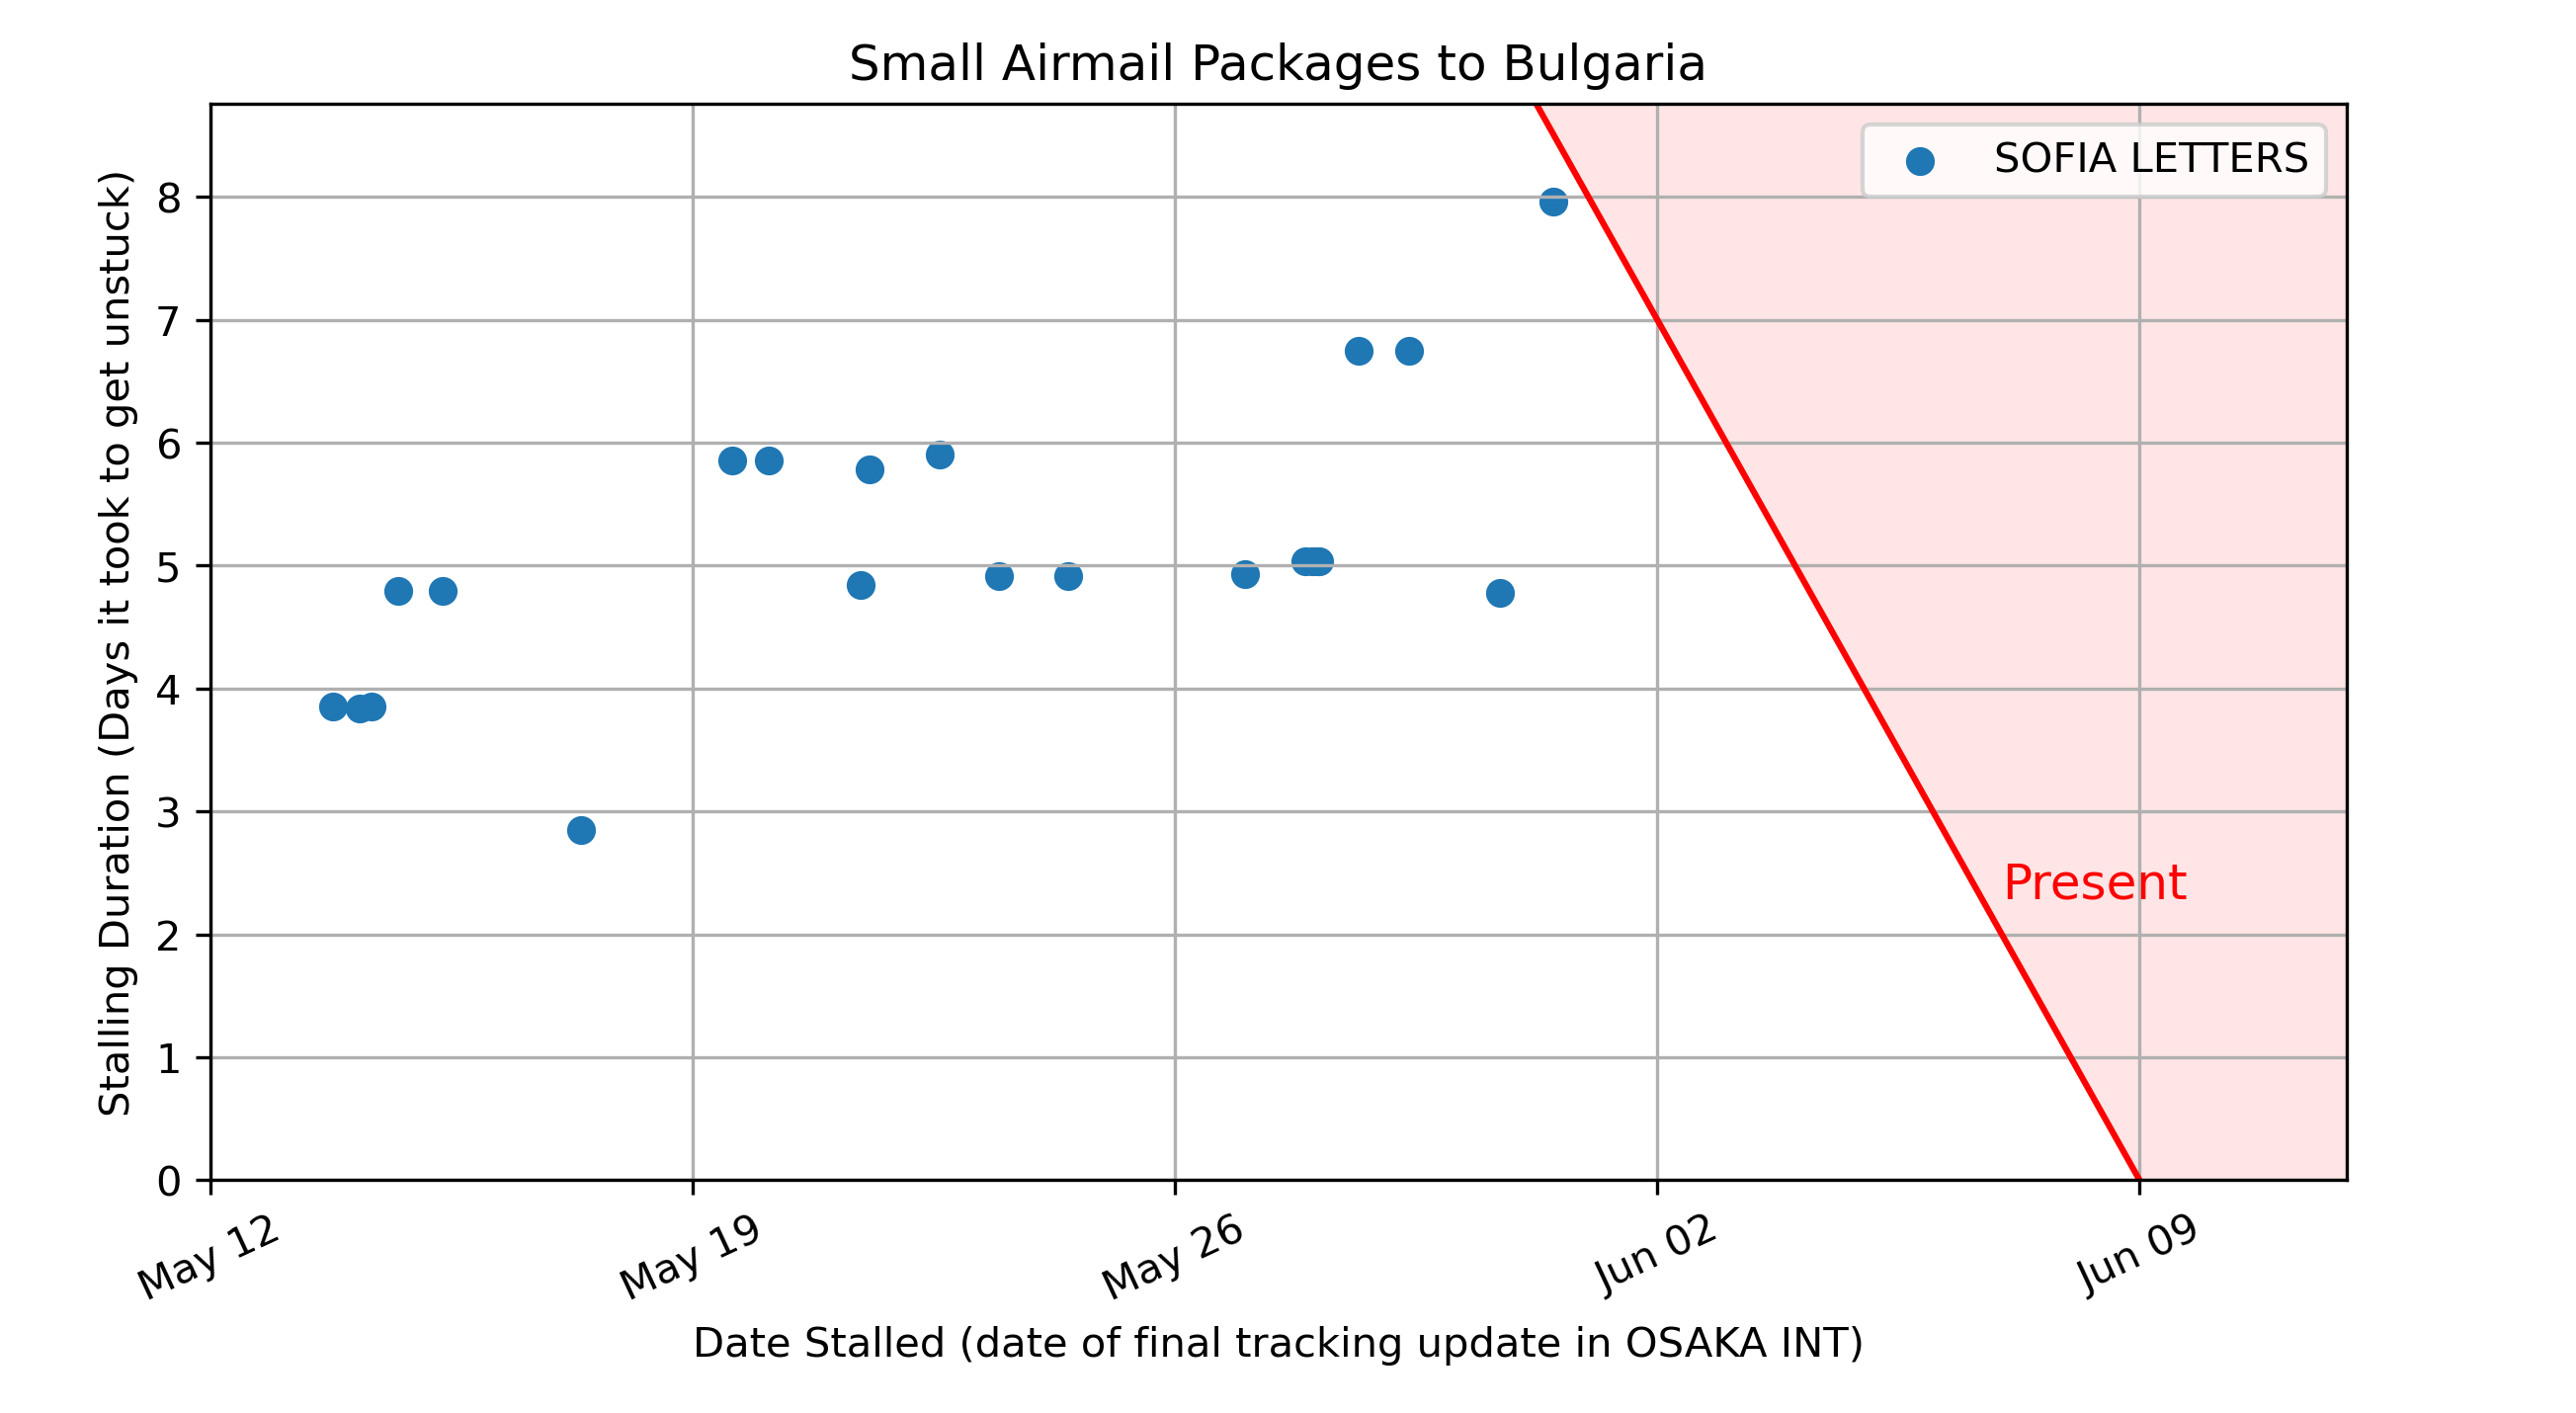 Small Airmail Packages to Bulgaria
SOFIA LETTERS
Stalling Duration (Days it took to get unstuck)
8
7
6
5
4
3
2
1
0
Present
May 12
May 19
May 26
Jun 02
Jun 09
Date Stalled (date of final tracking update in OSAKA INT)